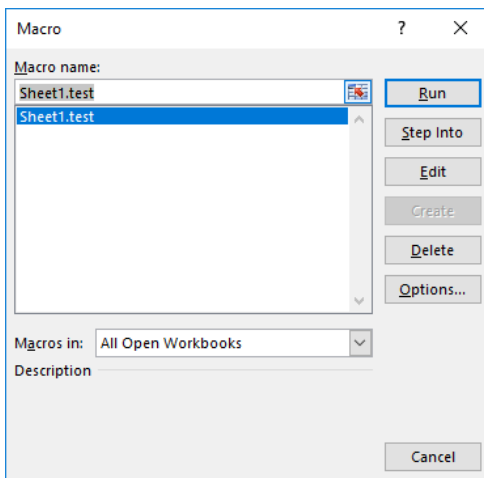 Macro
?
Macro name:
Sheet1.test
Run
Sheet1.test
Step Into
Edit
Create
Delete
Options...
Macros in: All Open Workbooks
Description
Cancel